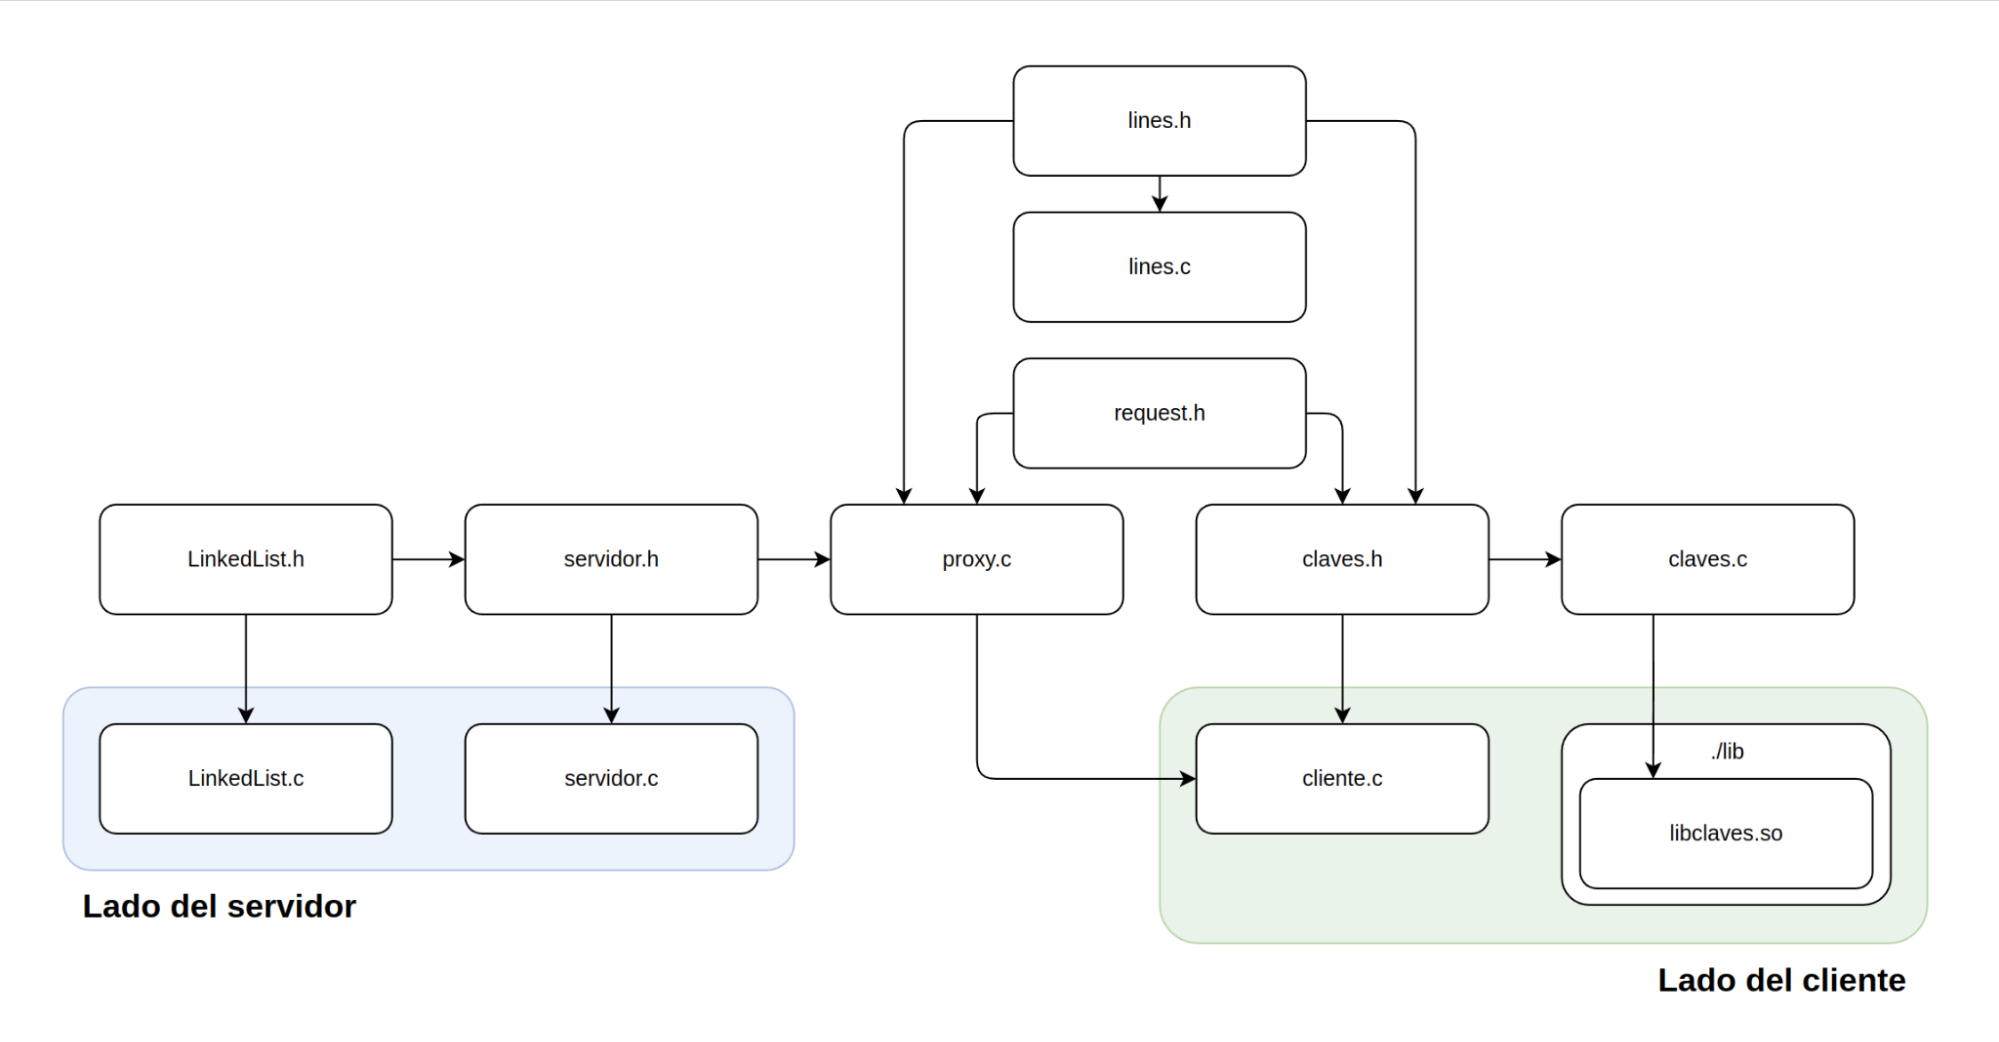 lines.h
lines.c
request.h
LinkedList.h
servidor.h
proxy.c
claves.h
claves.c
LinkedList.c
servidor.c
cliente.c
./lib
libclaves.so
Lado del servidor
Lado del cliente